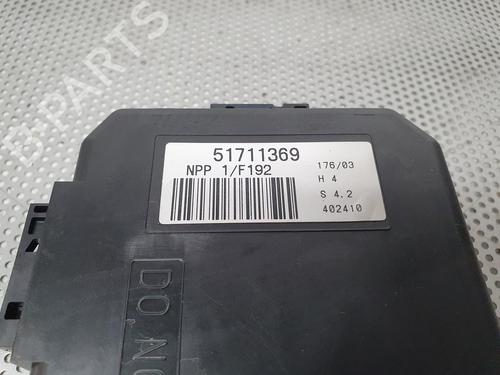 51711369
NPP 1/F192
176/03
H 4
S 4.2
402410
DO NO
B-PARTS